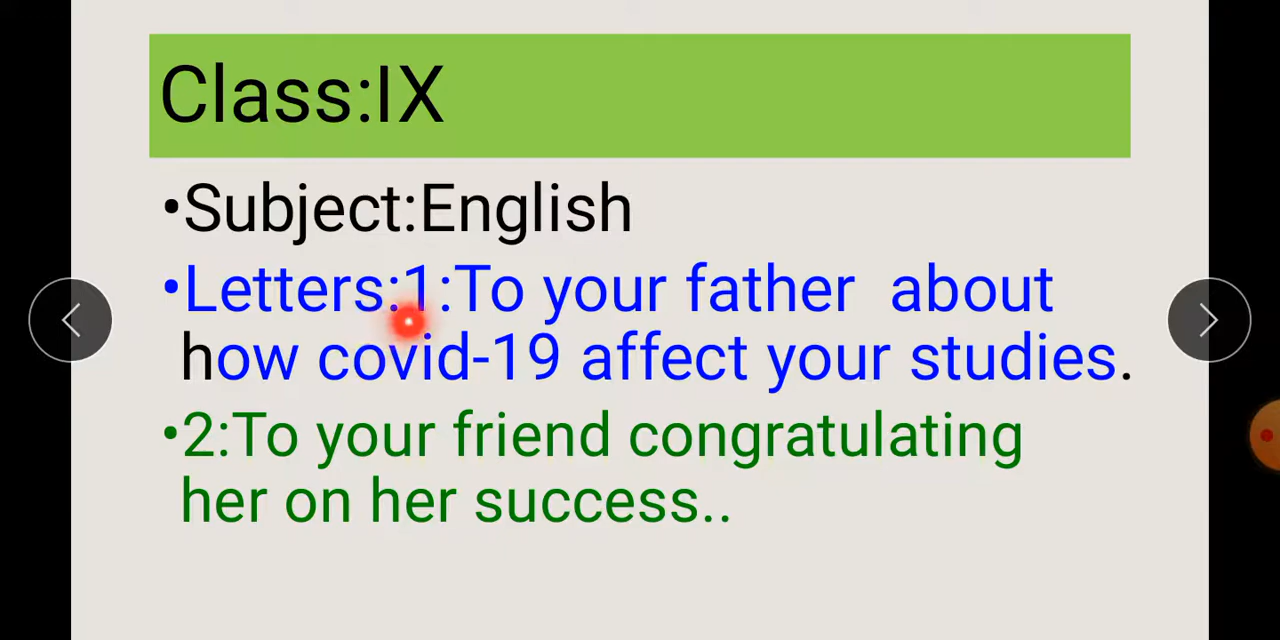 Class:IX
•Subject:English
•Letters:1:To your father  about
how covid-19 affect your studies.
•2:To your friend congratulating
her on her success..